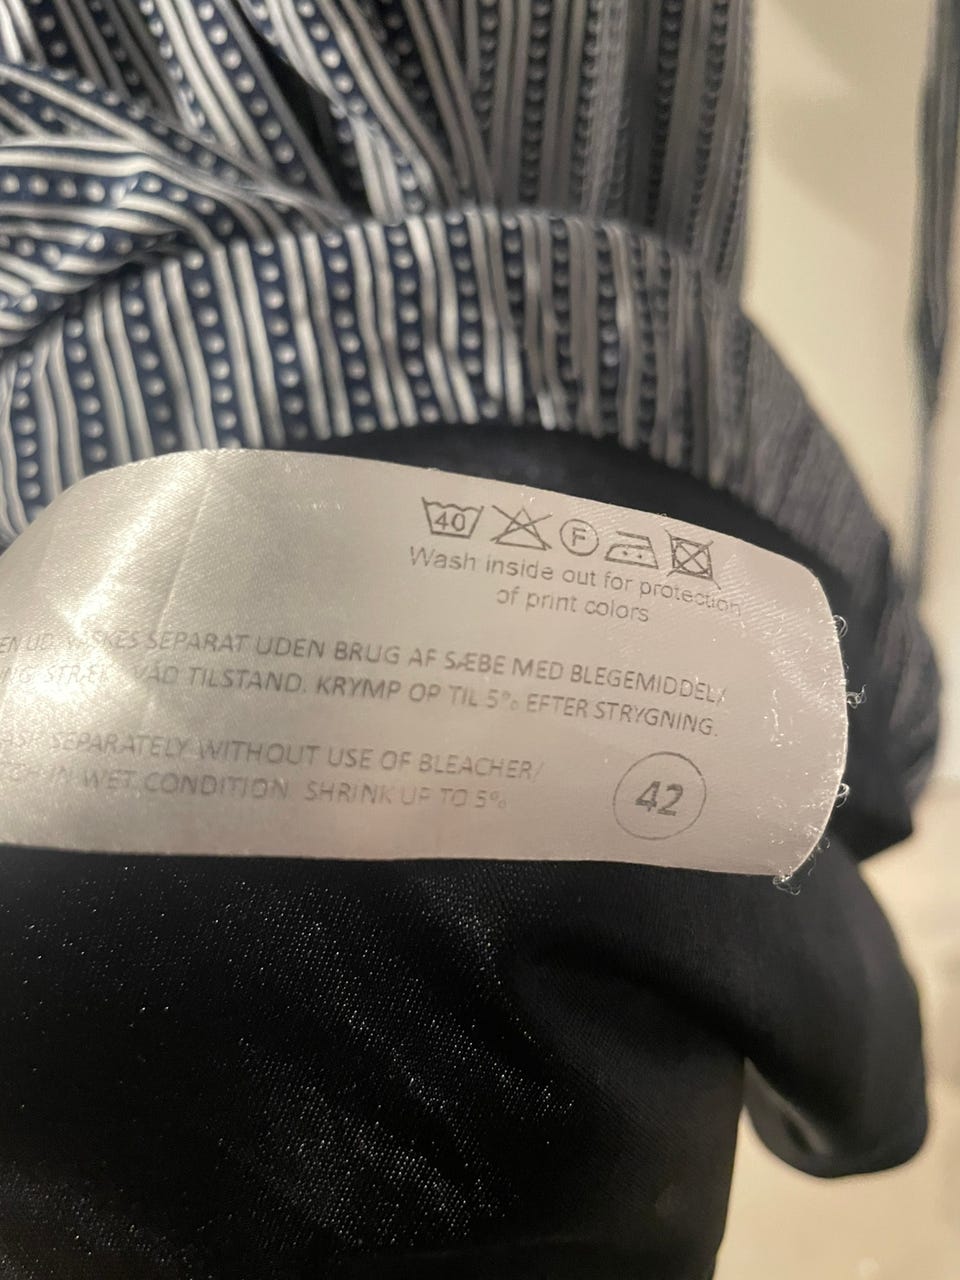 40 F
Wash inside out for protection
of print colors
SEPARAT UDEN BRUG AF SÆBE MED BLEGEMIDDEL/
TILSTAND. KRYMP OP TIL 5% EFTER STRYGNING.
SEPARATELY WITHOUT USE OF BLEACHER/
IN WET CONDITION. SHRINK UP TO 5%
42